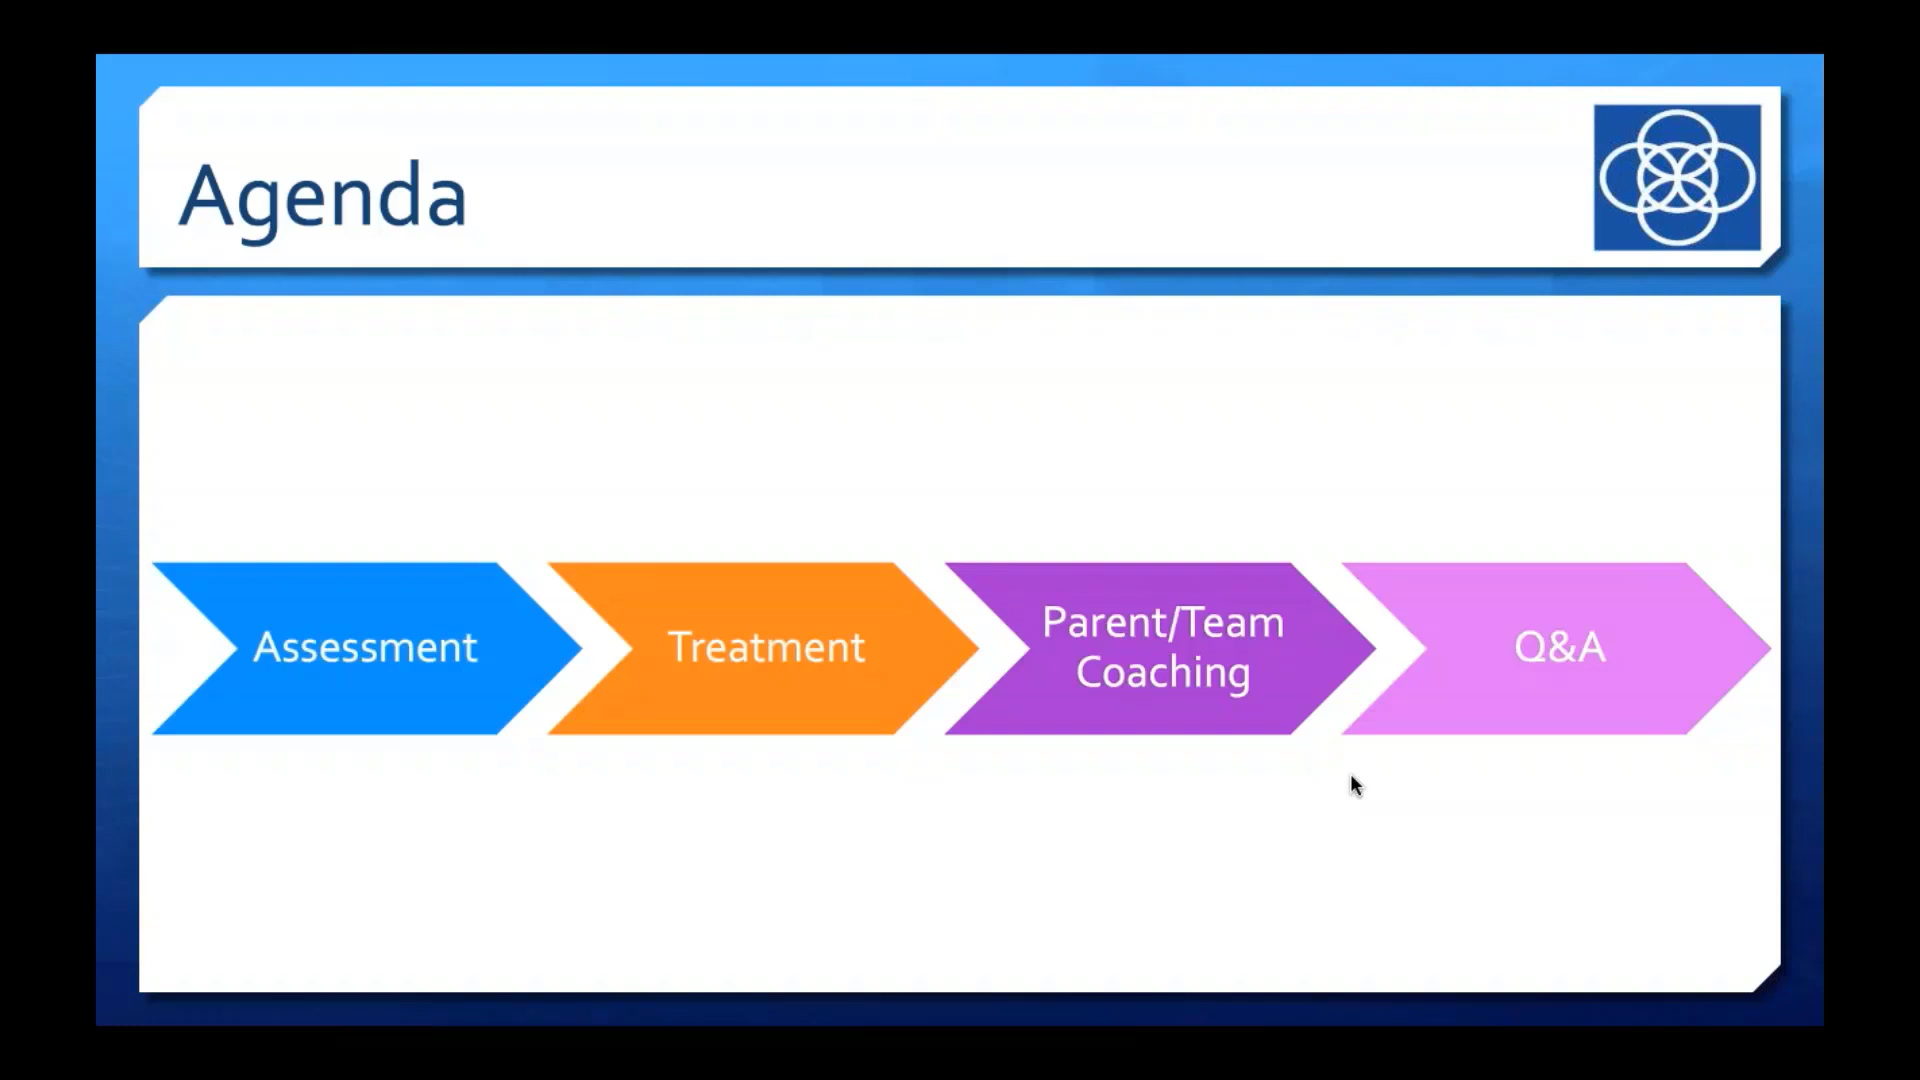 Agenda
Assessment
Treatment
Parent/Team
Coaching
Q&A